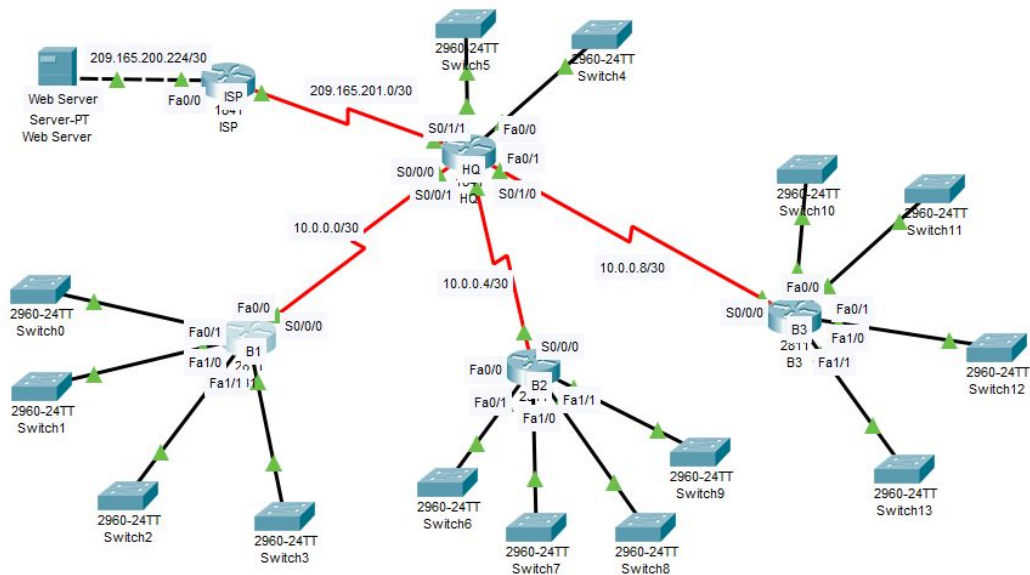 2960-24TT
Switch5
2960-24TT
Switch4
209.165.200.224/30
Web Server
Server-PT
Web Server
Fa0/0
ISP
ISP
209.165.201.0/30
S0/1/1
Fa0/0
Fa0/1
S0/0/0
HQ
HQ
S0/0/1
S0/1/0
2960-24TT
Switch10
2960-24TT
Switch11
10.0.0.0/30
10.0.0.4/30
10.0.0.8/30
2960-24TT
Switch0
Fa0/0
S0/0/0
Fa0/1
B1
Fa1/0
Fa1/1
2960-24TT
Switch1
2960-24TT
Switch2
2960-24TT
Switch3
S0/0/0
Fa0/0
B2
Fa0/1
Fa1/1
Fa1/0
2960-24TT
Switch6
2960-24TT
Switch7
2960-24TT
Switch8
2960-24TT
Switch9
Fa0/0
S0/0/0
Fa0/1
B3
Fa1/0
2811
B3
Fa1/1
2960-24TT
Switch12
2960-24TT
Switch13